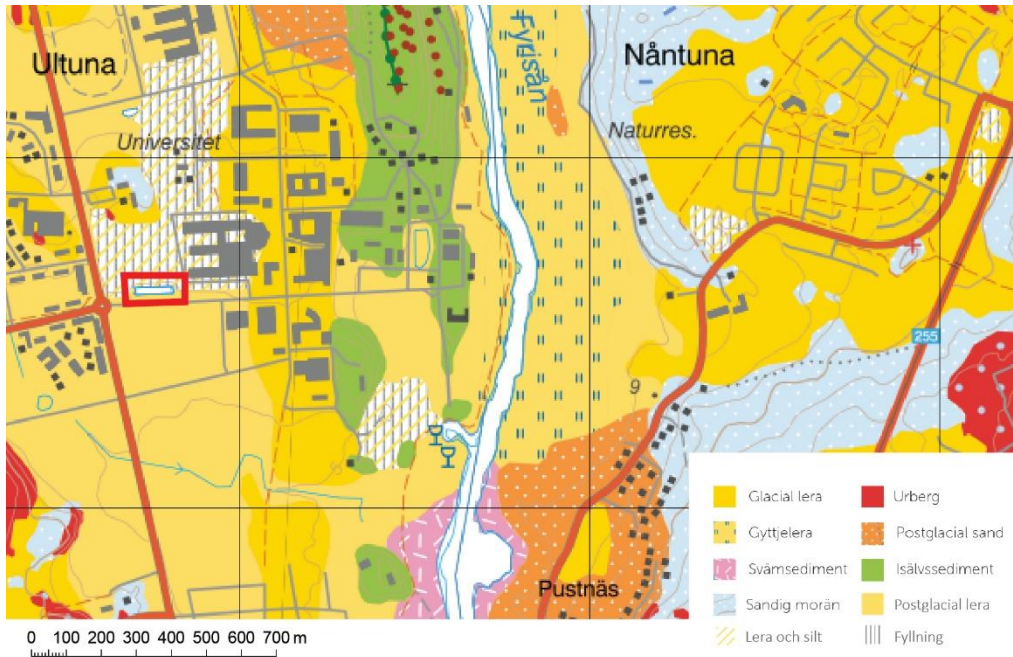 Ultuna
Universitet
Fyrisån
Nåntuna
Naturres.
255
9
Pustnäs
Glacial lera
Gyttjelera
Svämsediment
Sandig morän
Lera och silt
Urberg
Postglacial sand
Isälvssediment
Postglacial lera
Fyllning
0 100 200 300 400 500 600 700 m